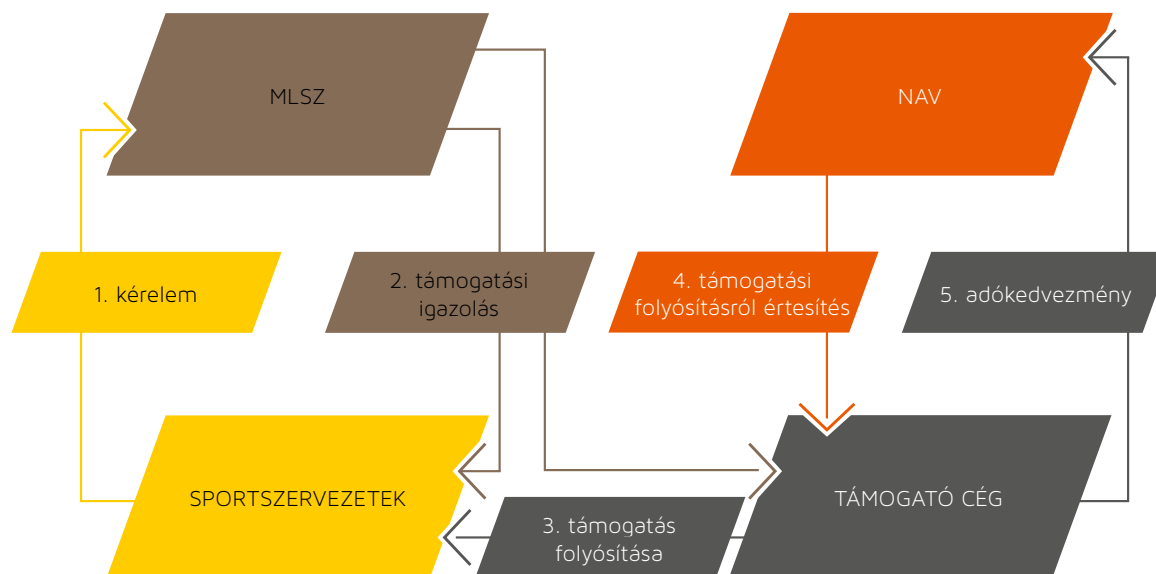 MLSZ
NAV
1. kérelem
2. támogatási
igazolás
4. támogatási
folyósításról értesítés
5. adókedvezmény
SPORTSZERVEZETEK
3. támogatás
folyósítása
TÁMOGATÓ CÉG